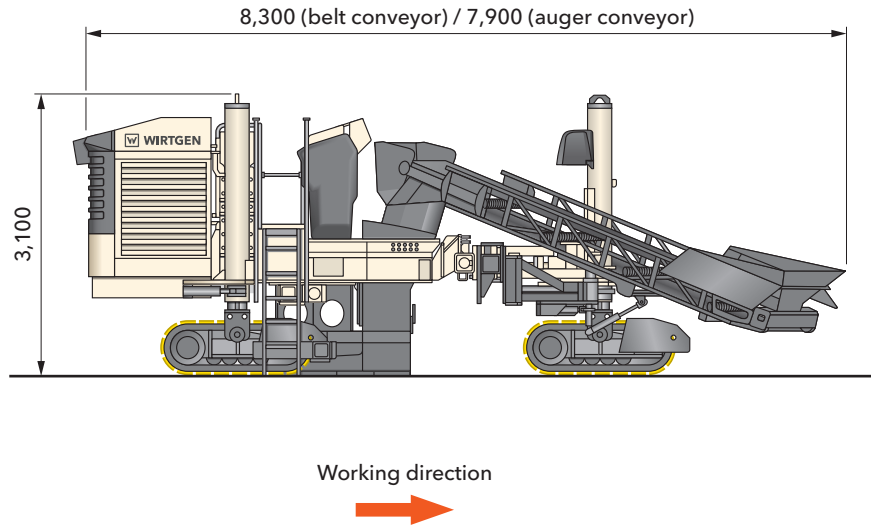 8,300 (belt conveyor) / 7,900 (auger conveyor)
3,100
W WIRTGEN
Working direction